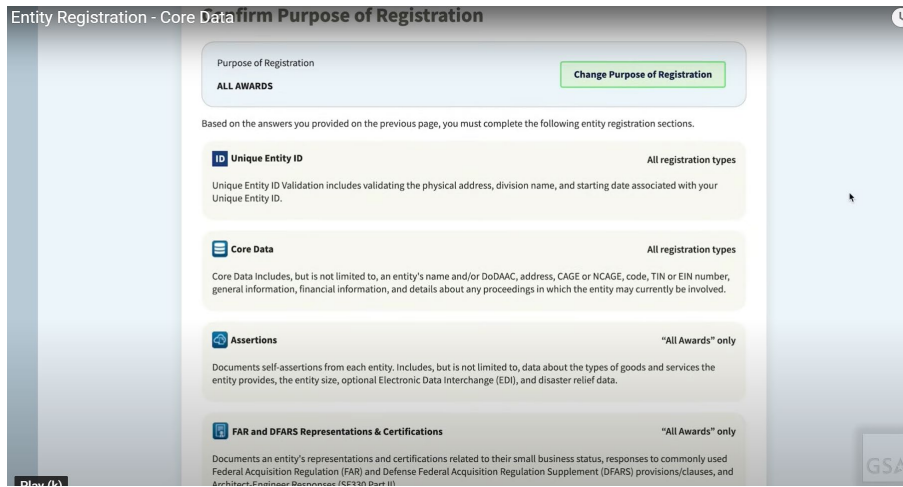 Entity Registration - Core Data
Confirm Purpose of Registration
Purpose of Registration
ALL AWARDS
Change Purpose of Registration
Based on the answers you provided on the previous page, you must complete the following entity registration sections.
ID Unique Entity ID
All registration types
Unique Entity ID Validation includes validating the physical address, division name, and starting date associated with your
Unique Entity ID.
Core Data
All registration types
Core Data Includes, but is not limited to, an entity's name and/or DoDAAC, address, CAGE or NCAGE, code, TIN or EIN number,
general information, financial information, and details about any proceedings in which the entity may currently be involved.
Assertions
“All Awards” only
Documents self-assertions from each entity. Includes, but is not limited to, data about the types of goods and services the
entity provides, the entity size, optional Electronic Data Interchange (EDI), and disaster relief data.
FAR and DFARS Representations & Certifications
“All Awards” only
Documents an entity's representations and certifications related to their small business status, responses to commonly used
Federal Acquisition Regulation (FAR) and Defense Federal Acquisition Regulation Supplement (DFARS) provisions/clauses, and
Architect-Engineer Responses (SF330 Part II).
Play (k)
GSA